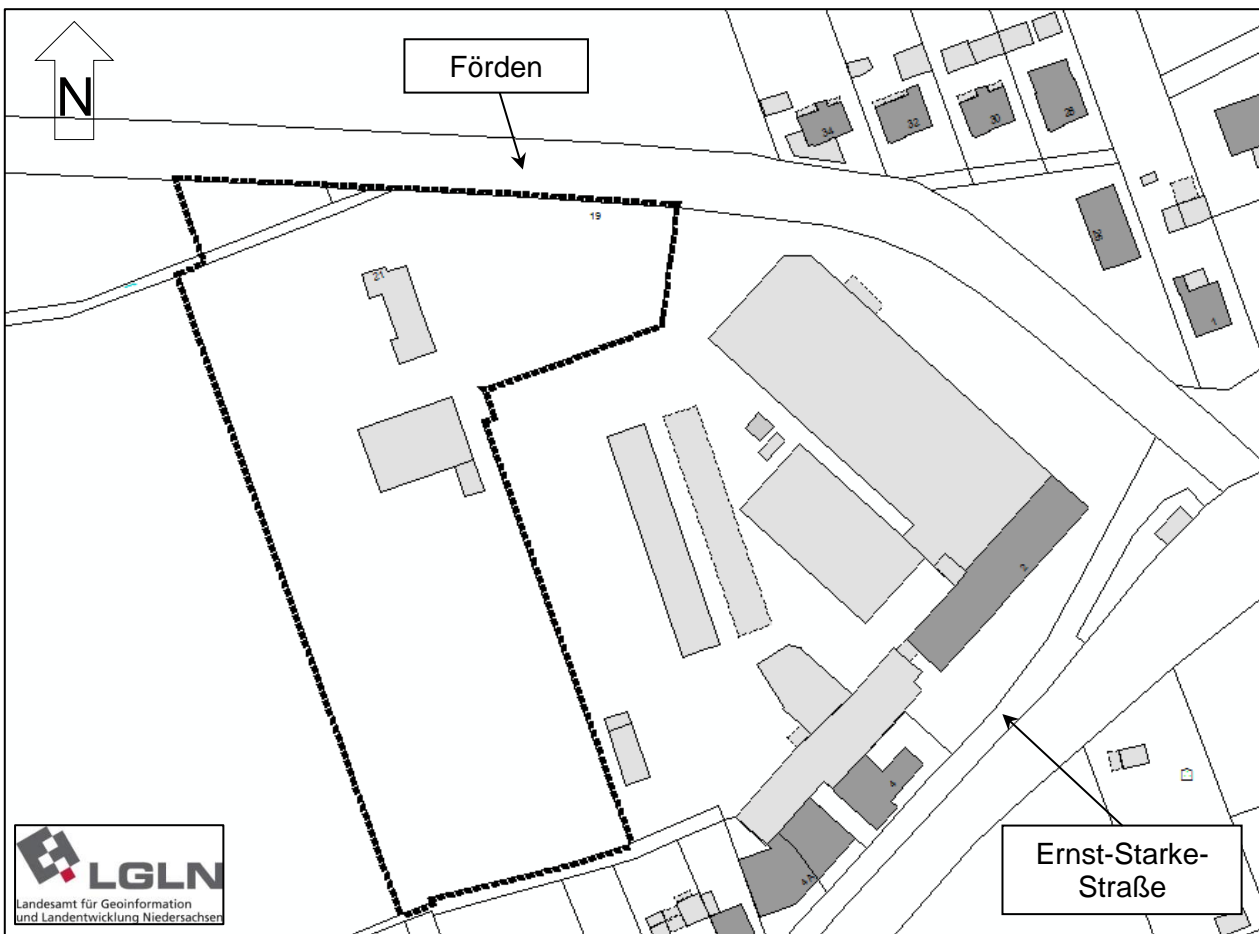 N
Förden
34
32
30
28
26
1
19
21
2
4
4 A
Ernst-Starke-
Straße
LGLN
Landesamt für Geoinformation
und Landentwicklung Niedersachsen